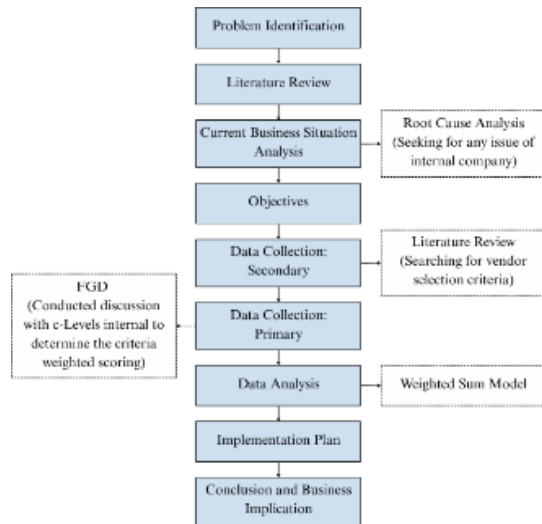 Problem Identification
Literature Review
Current Business Situation
Analysis
Root Cause Analysis
(Seeking for any issue of
internal company)
Objectives
Data Collection:
Secondary
Literature Review
(Searching for vendor
selection criteria)
FGD
(Conducted discussion
with c-Levels internal to
determine the criteria
weighted scoring)
Data Collection:
Primary
Data Analysis
Weighted Sum Model
Implementation Plan
Conclusion and Business
Implication